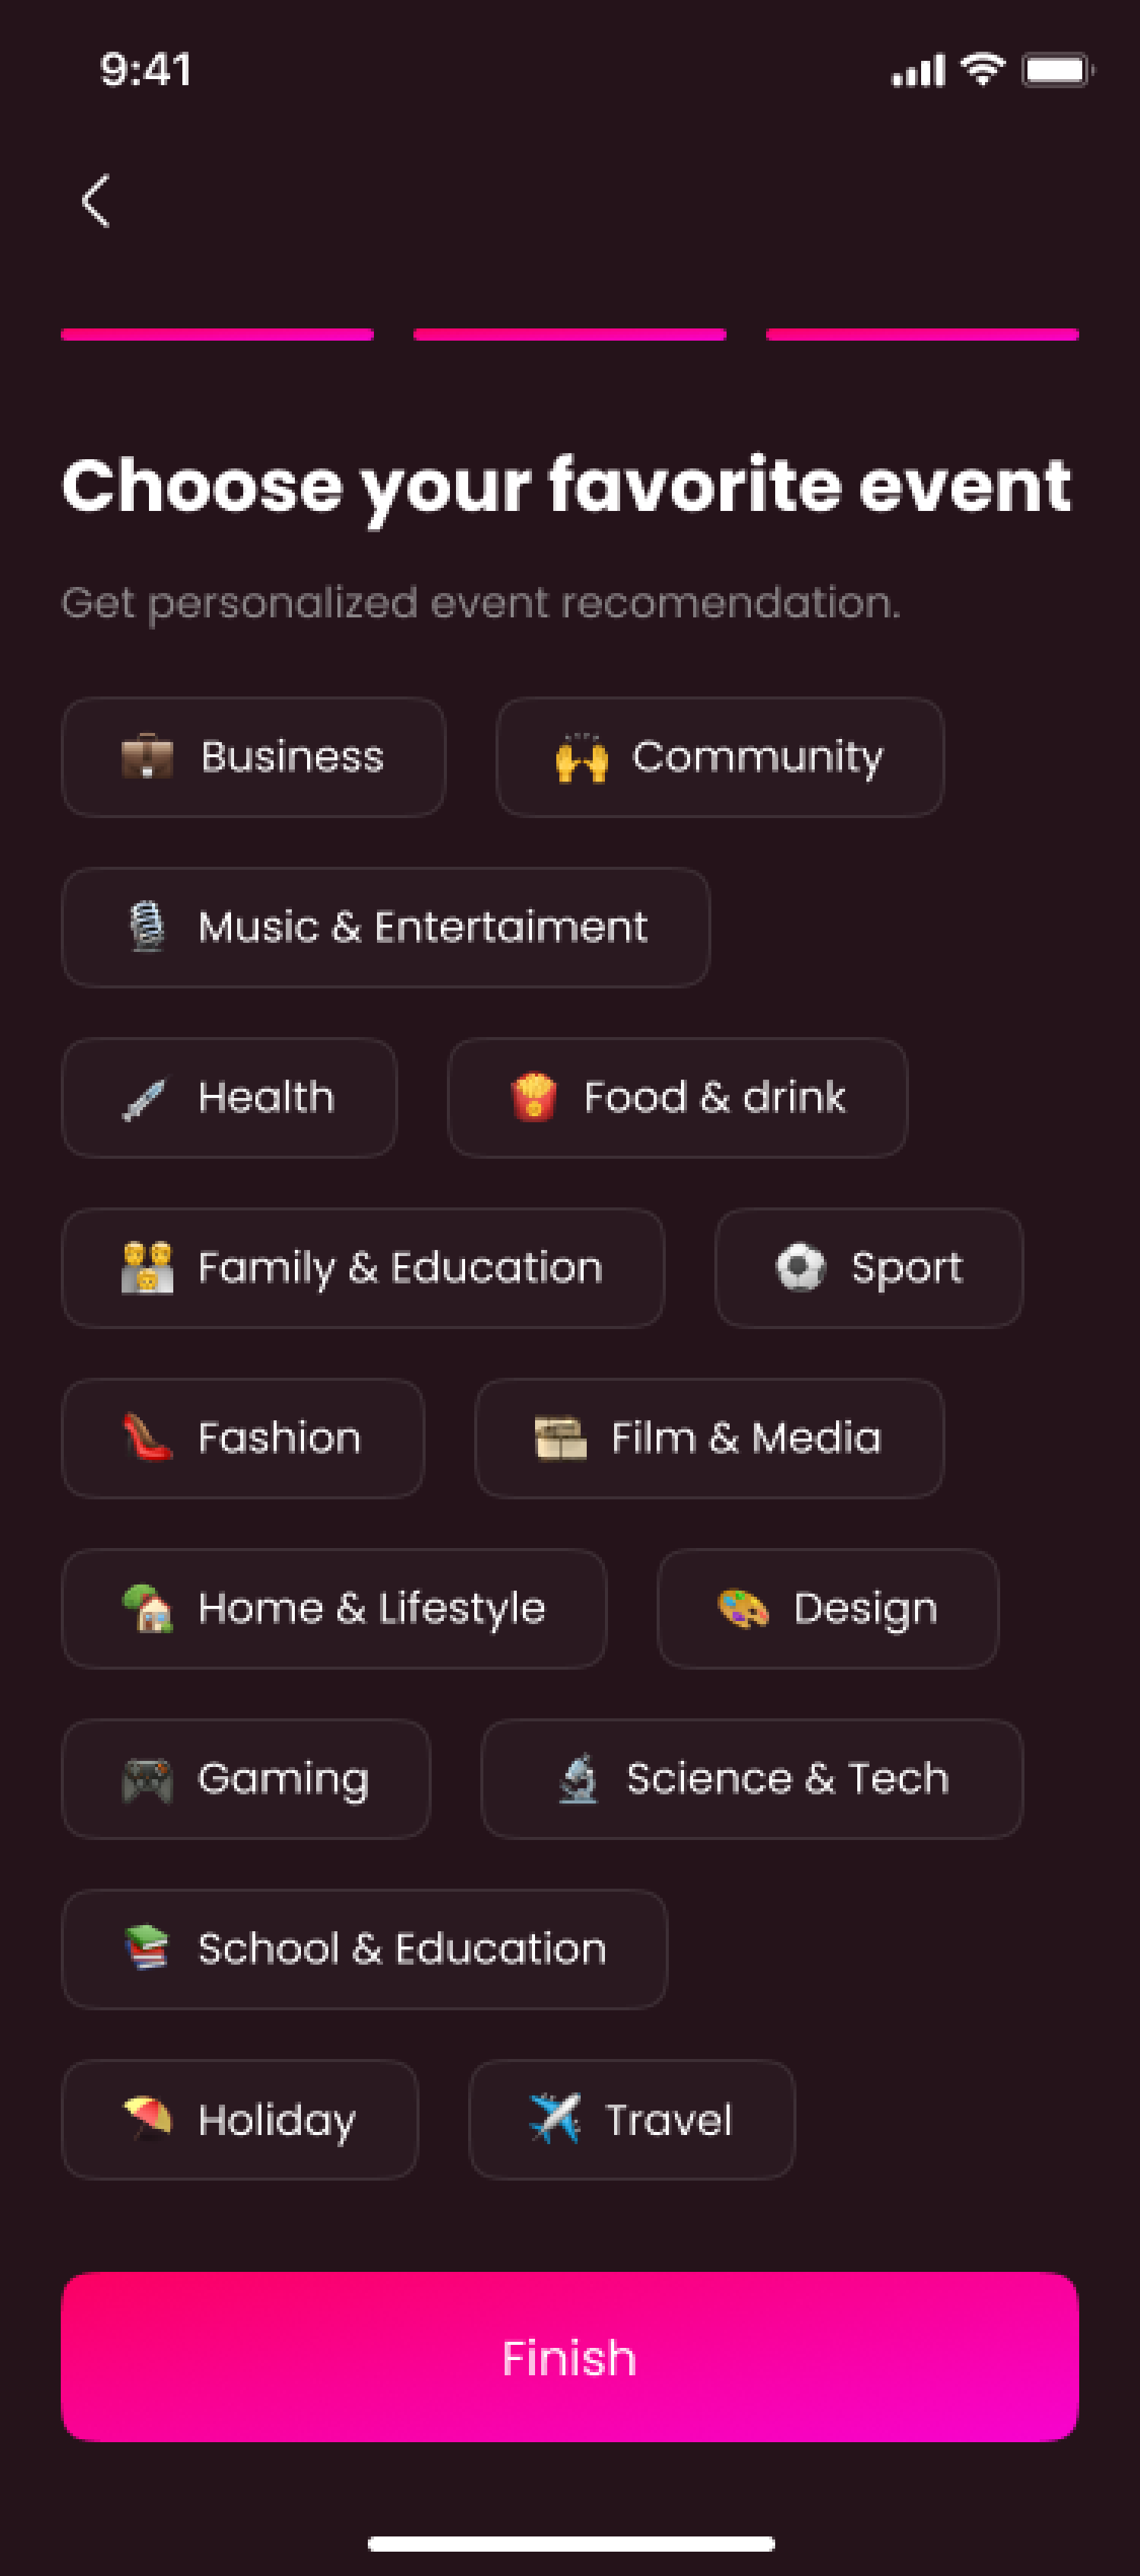 9:41
Choose your favorite event
Get personalized event recomendation.
Business
Community
Music & Entertaiment
Health
Food & drink
Family & Education
Sport
Fashion
Film & Media
Home & Lifestyle
Design
Gaming
Science & Tech
School & Education
Holiday
Travel
Finish